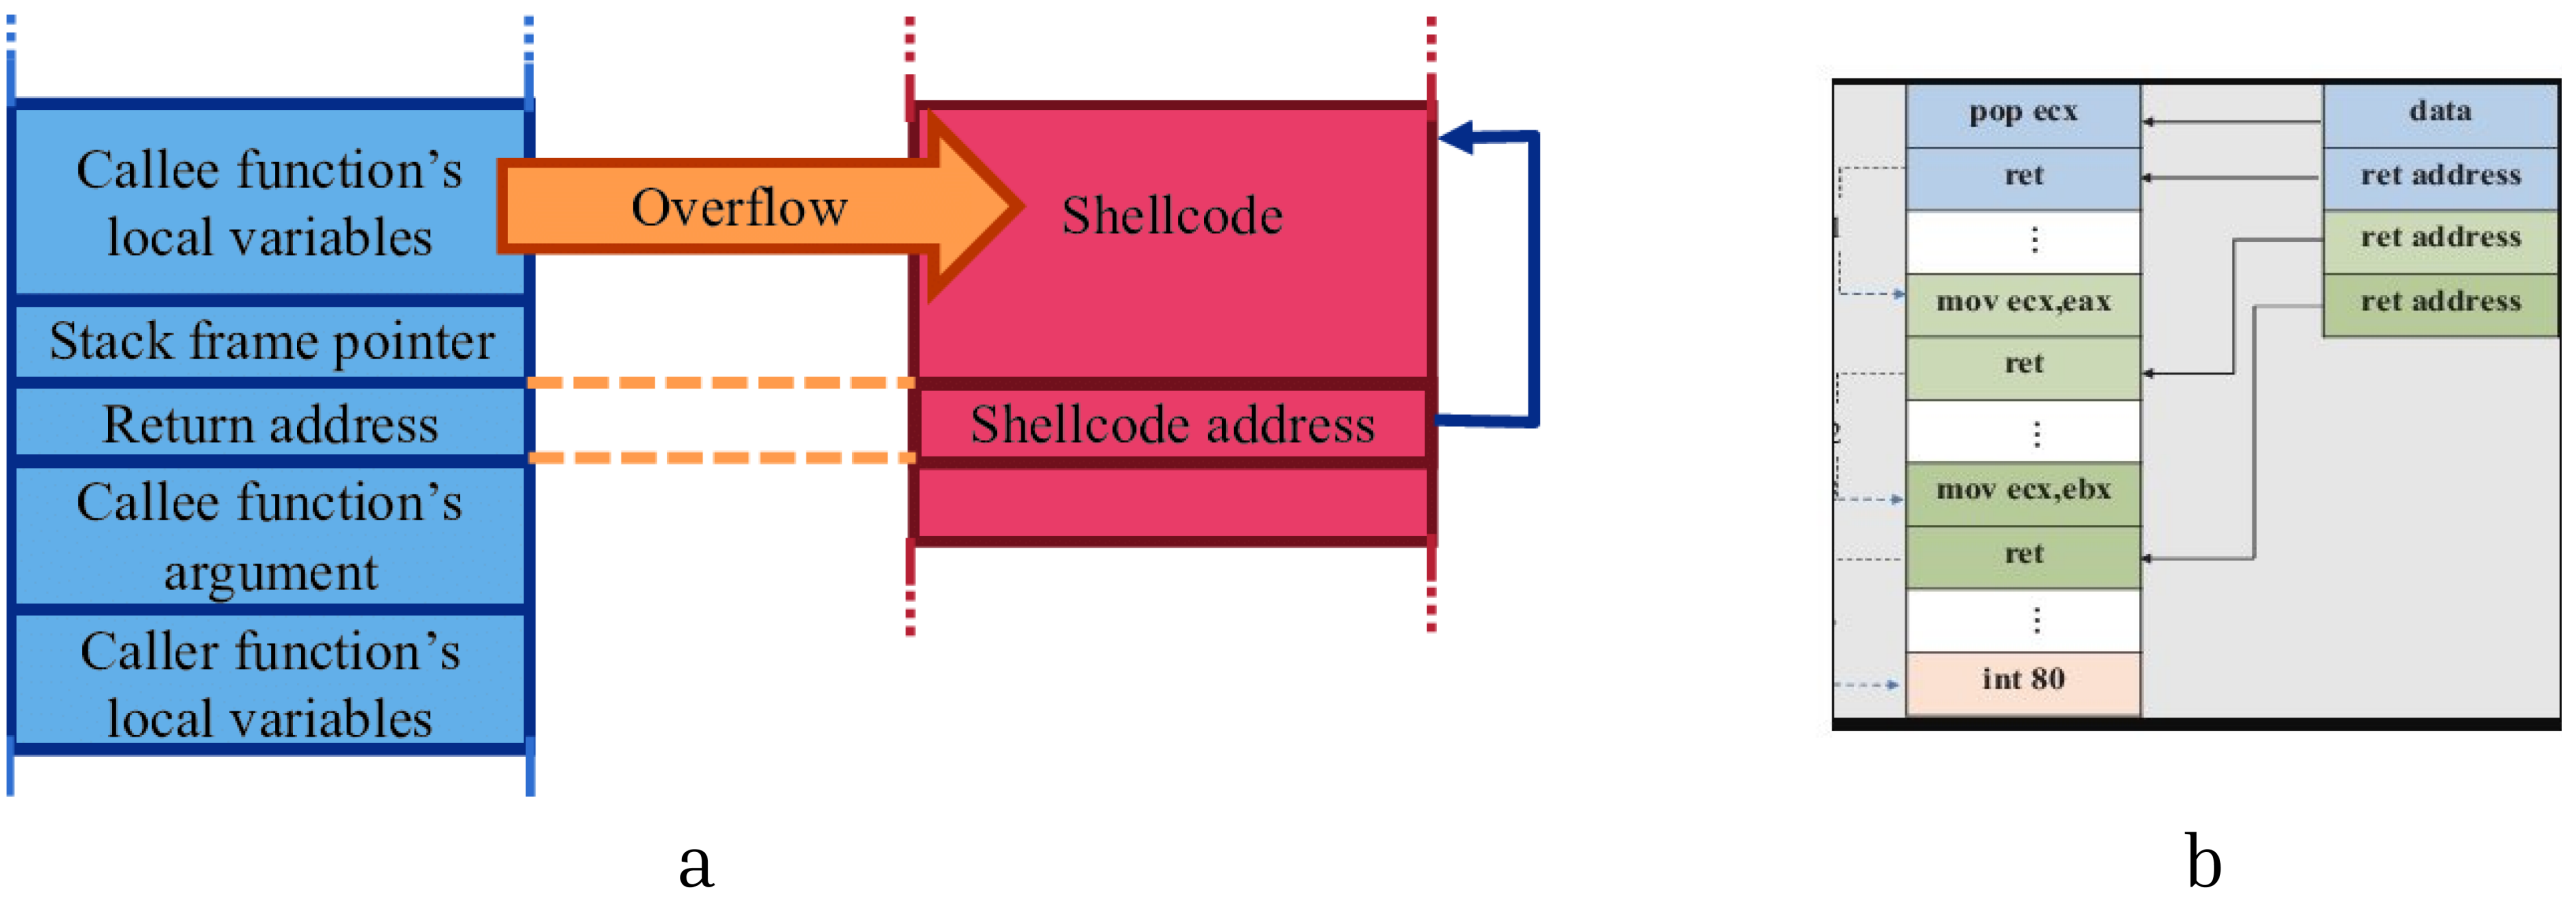 Callee function's
local variables
Stack frame pointer
Return address
Callee function's
argument
Caller function's
local variables
Overflow
Shellcode
Shellcode address
a
pop ecx
ret
⋮
mov ecx,eax
ret
⋮
mov ecx,ebx
ret
⋮
int 80
data
ret address
ret address
ret address
2
b